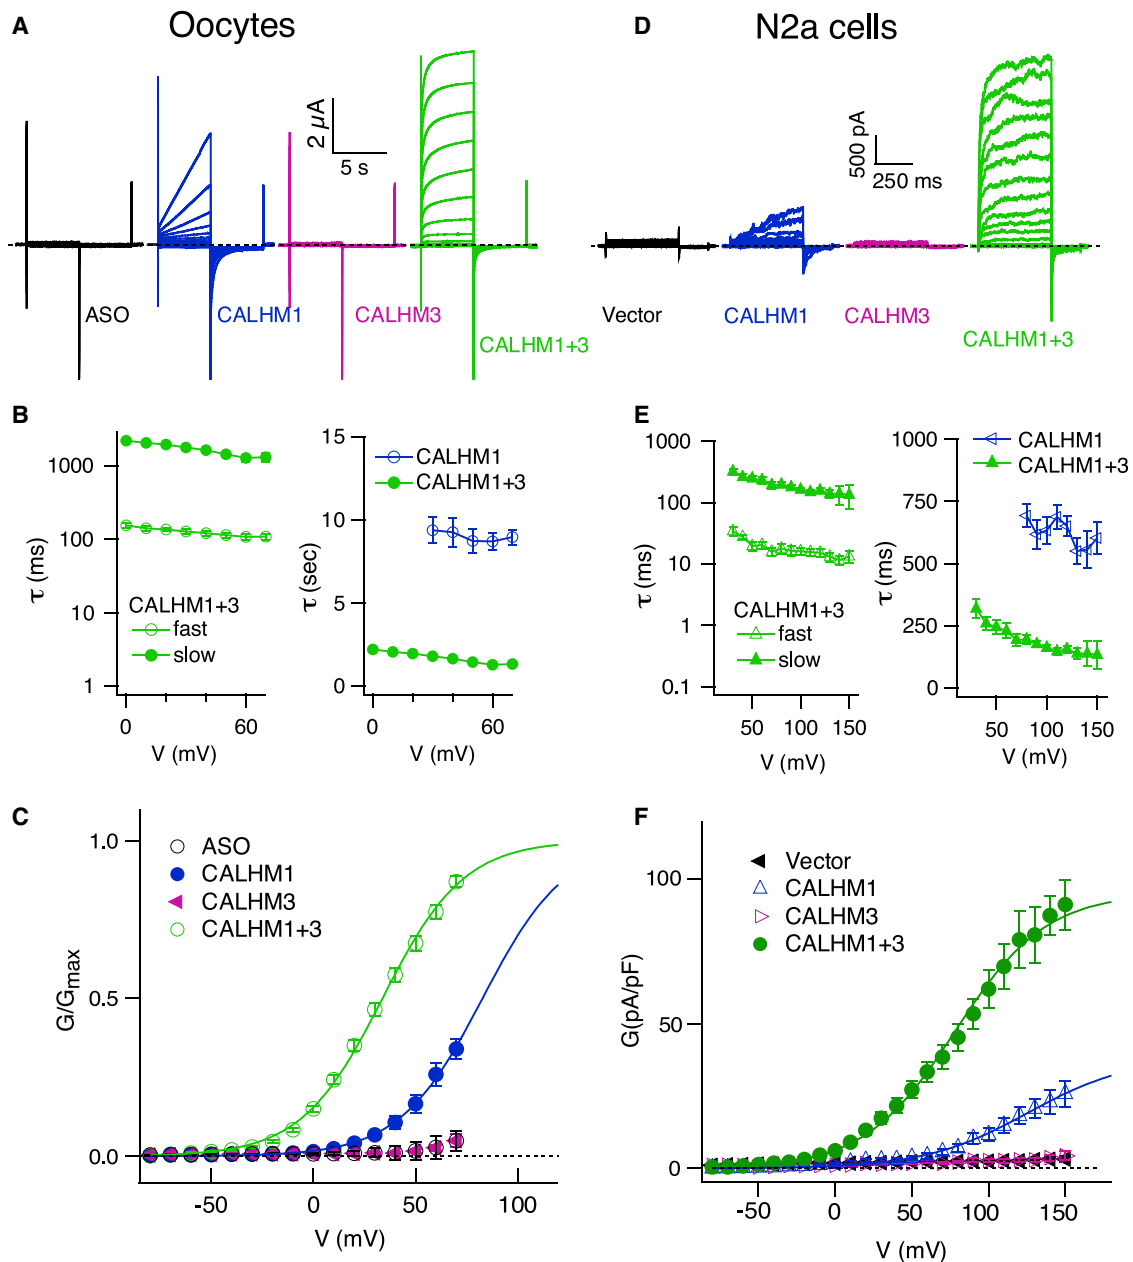 A Oocytes
2 µA
5 s
ASO
CALHM1
CALHM3
CALHM1+3
D N2a cells
500 pA
250 ms
Vector
CALHM1
CALHM3
CALHM1+3
B
1000
100
10
1
τ (ms)
CALHM1+3
fast
slow
0 60
V (mV)
15
10
5
0
τ (sec)
CALHM1
CALHM1+3
0 60
V (mV)
E
1000
100
10
1
0.1
τ (ms)
CALHM1+3
fast
slow
50 100 150
V (mV)
1000
750
500
250
0
τ (ms)
CALHM1
CALHM1+3
50 100 150
V (mV)
C
1.0
0.5
0.0
G/Gmax
ASO
CALHM1
CALHM3
CALHM1+3
-50 0 50 100
V (mV)
F
100
50
0
G(pA/pF)
Vector
CALHM1
CALHM3
CALHM1+3
-50 0 50 100 150
V (mV)